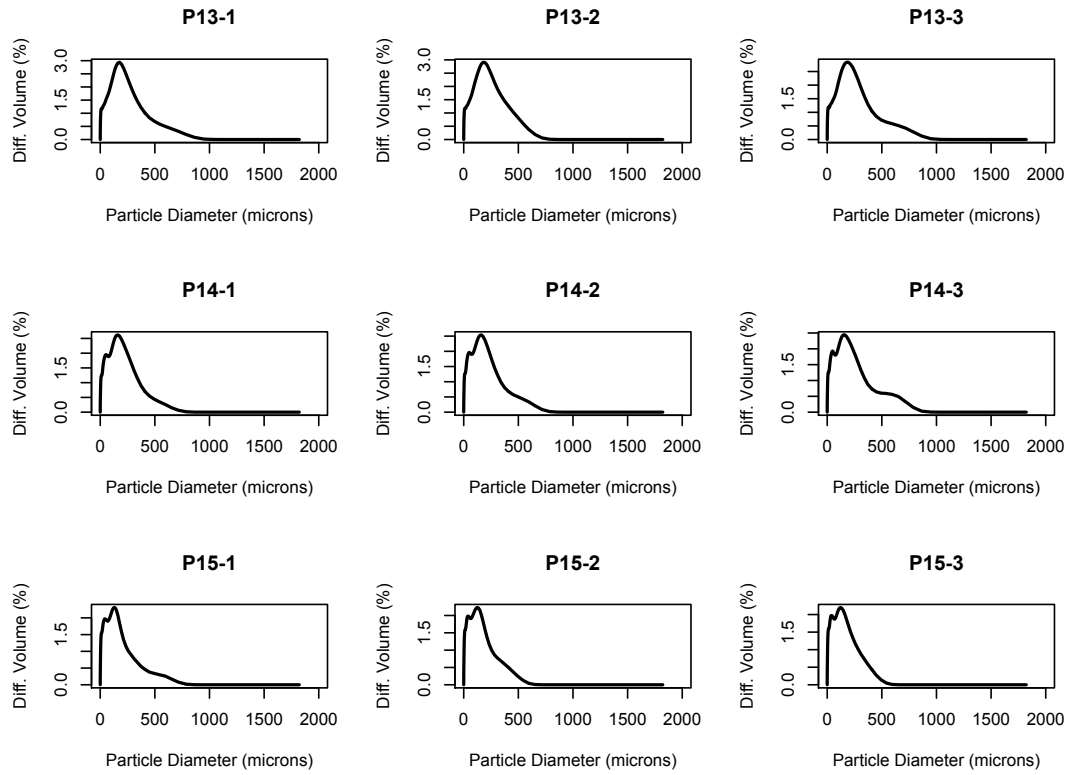 P13-1
Diff. Volume (%)
0.0 1.5 3.0
0 500 1000 1500 2000
Particle Diameter (microns)
P13-2
Diff. Volume (%)
0.0 1.5 3.0
0 500 1000 1500 2000
Particle Diameter (microns)
P13-3
Diff. Volume (%)
0.0 1.5
0 500 1000 1500 2000
Particle Diameter (microns)
P14-1
Diff. Volume (%)
0.0 1.5
0 500 1000 1500 2000
Particle Diameter (microns)
P14-2
Diff. Volume (%)
0.0 1.5
0 500 1000 1500 2000
Particle Diameter (microns)
P14-3
Diff. Volume (%)
0.0 1.5
0 500 1000 1500 2000
Particle Diameter (microns)
P15-1
Diff. Volume (%)
0.0 1.5
0 500 1000 1500 2000
Particle Diameter (microns)
P15-2
Diff. Volume (%)
0.0 1.5
0 500 1000 1500 2000
Particle Diameter (microns)
P15-3
Diff. Volume (%)
0.0 1.5
0 500 1000 1500 2000
Particle Diameter (microns)